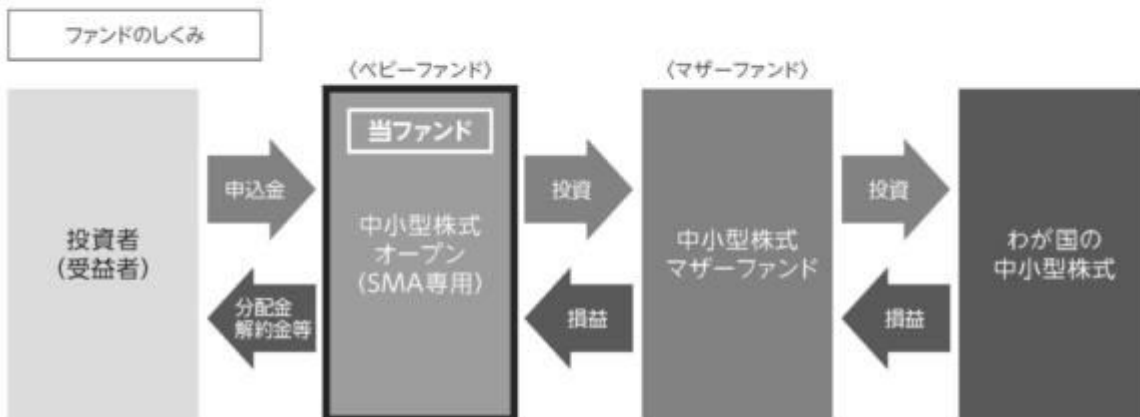 ファンドのしくみ
〈ベビーファンド〉
〈マザーファンド〉
当ファンド
申込金
投資
投資
投資者
(受益者)
中小型株式
オープン
(SMA専用)
中小型株式
マザーファンド
わが国の
中小型株式
分配金
解約金等
損益
損益